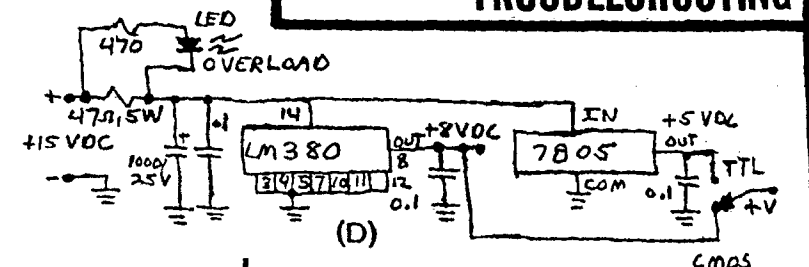 TROUBLESHOOTING
LED
470
OVERLOAD
+
47Ω, 5W
+15 VDC
-
1000/
25V
+
.1
14
LM380
OUT
8
3 4 5 7 10 11
12
+8VDC
0.1
IN
7805
COM
+5 VDC
OUT
0.1
TTL
+V
CMOS
(D)